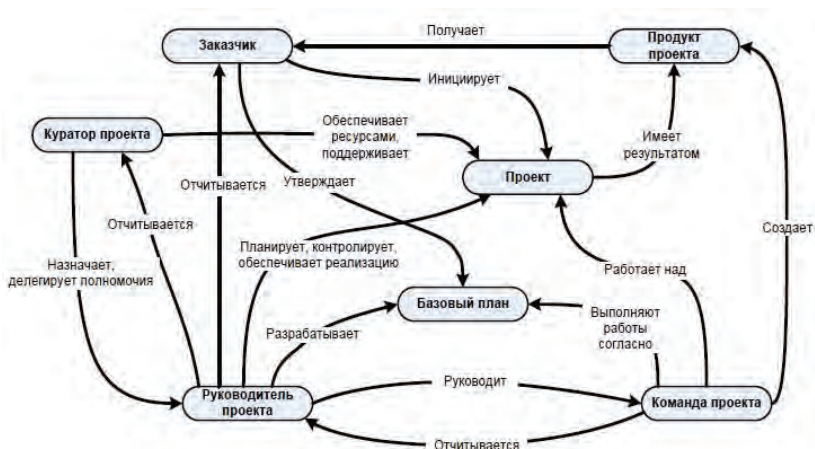 Получает
Заказчик
Продукт
проекта
Инициирует
Куратор проекта
Обеспечивает
ресурсами,
поддерживает
Имеет
результатом
Отчитывается
Утверждает
Проект
Отчитывается
Создает
Назначает,
делегирует полномочия
Планирует, контролирует,
обеспечивает реализацию
Работает над
Базовый план
Разрабатывает
Выполняют
работы
согласно
Руководитель
проекта
Руководит
Команда проекта
Отчитывается